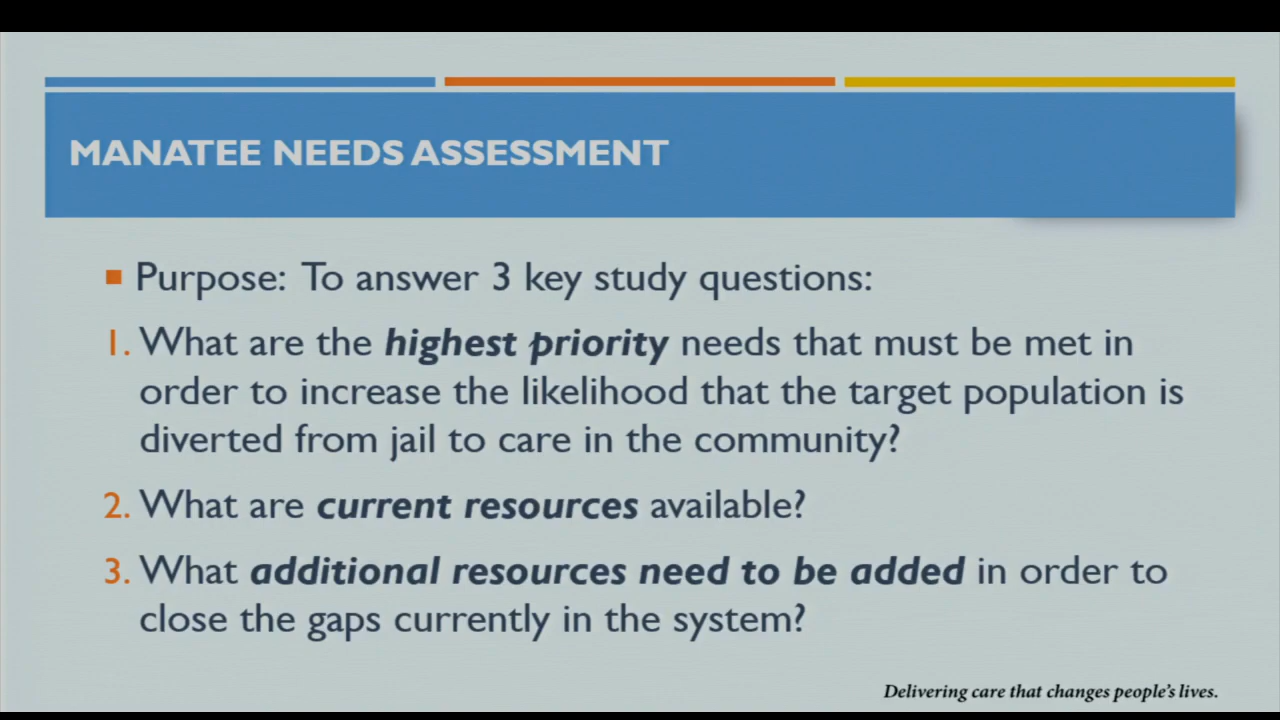 MANATEE NEEDS ASSESSMENT
Purpose: To answer 3 key study questions:
1. What are the highest priority needs that must be met in
order to increase the likelihood that the target population is
diverted from jail to care in the community?
2. What are current resources available?
3. What additional resources need to be added in order to
close the gaps currently in the system?
Delivering care that changes people's lives.